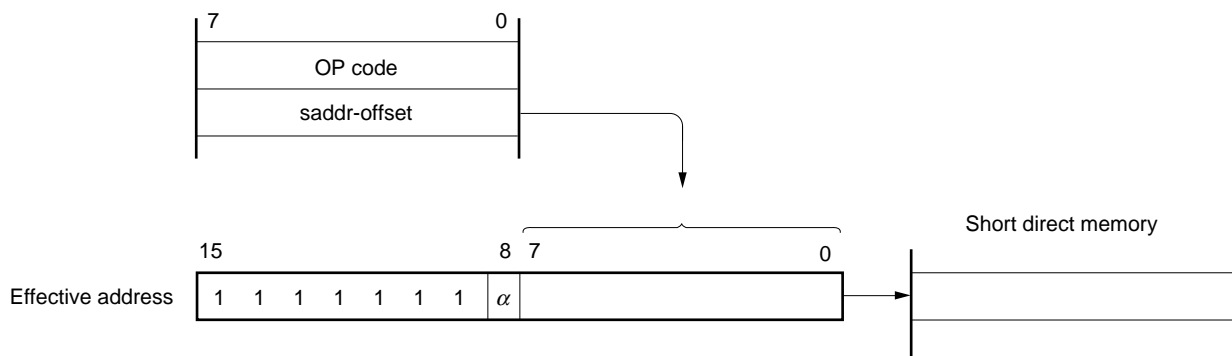 7 0
OP code
saddr-offset
Short direct memory
15 8 7 0
Effective address 1 1 1 1 1 1 1 α